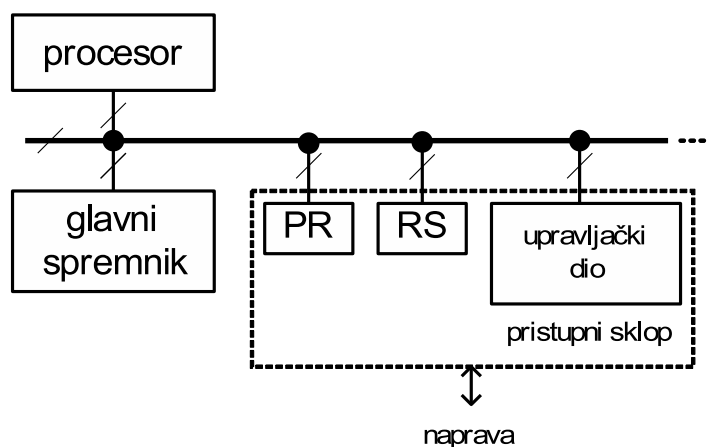 procesor
glavni
spremnik
PR
RS
upravljački
dio
pristupni sklop
naprava